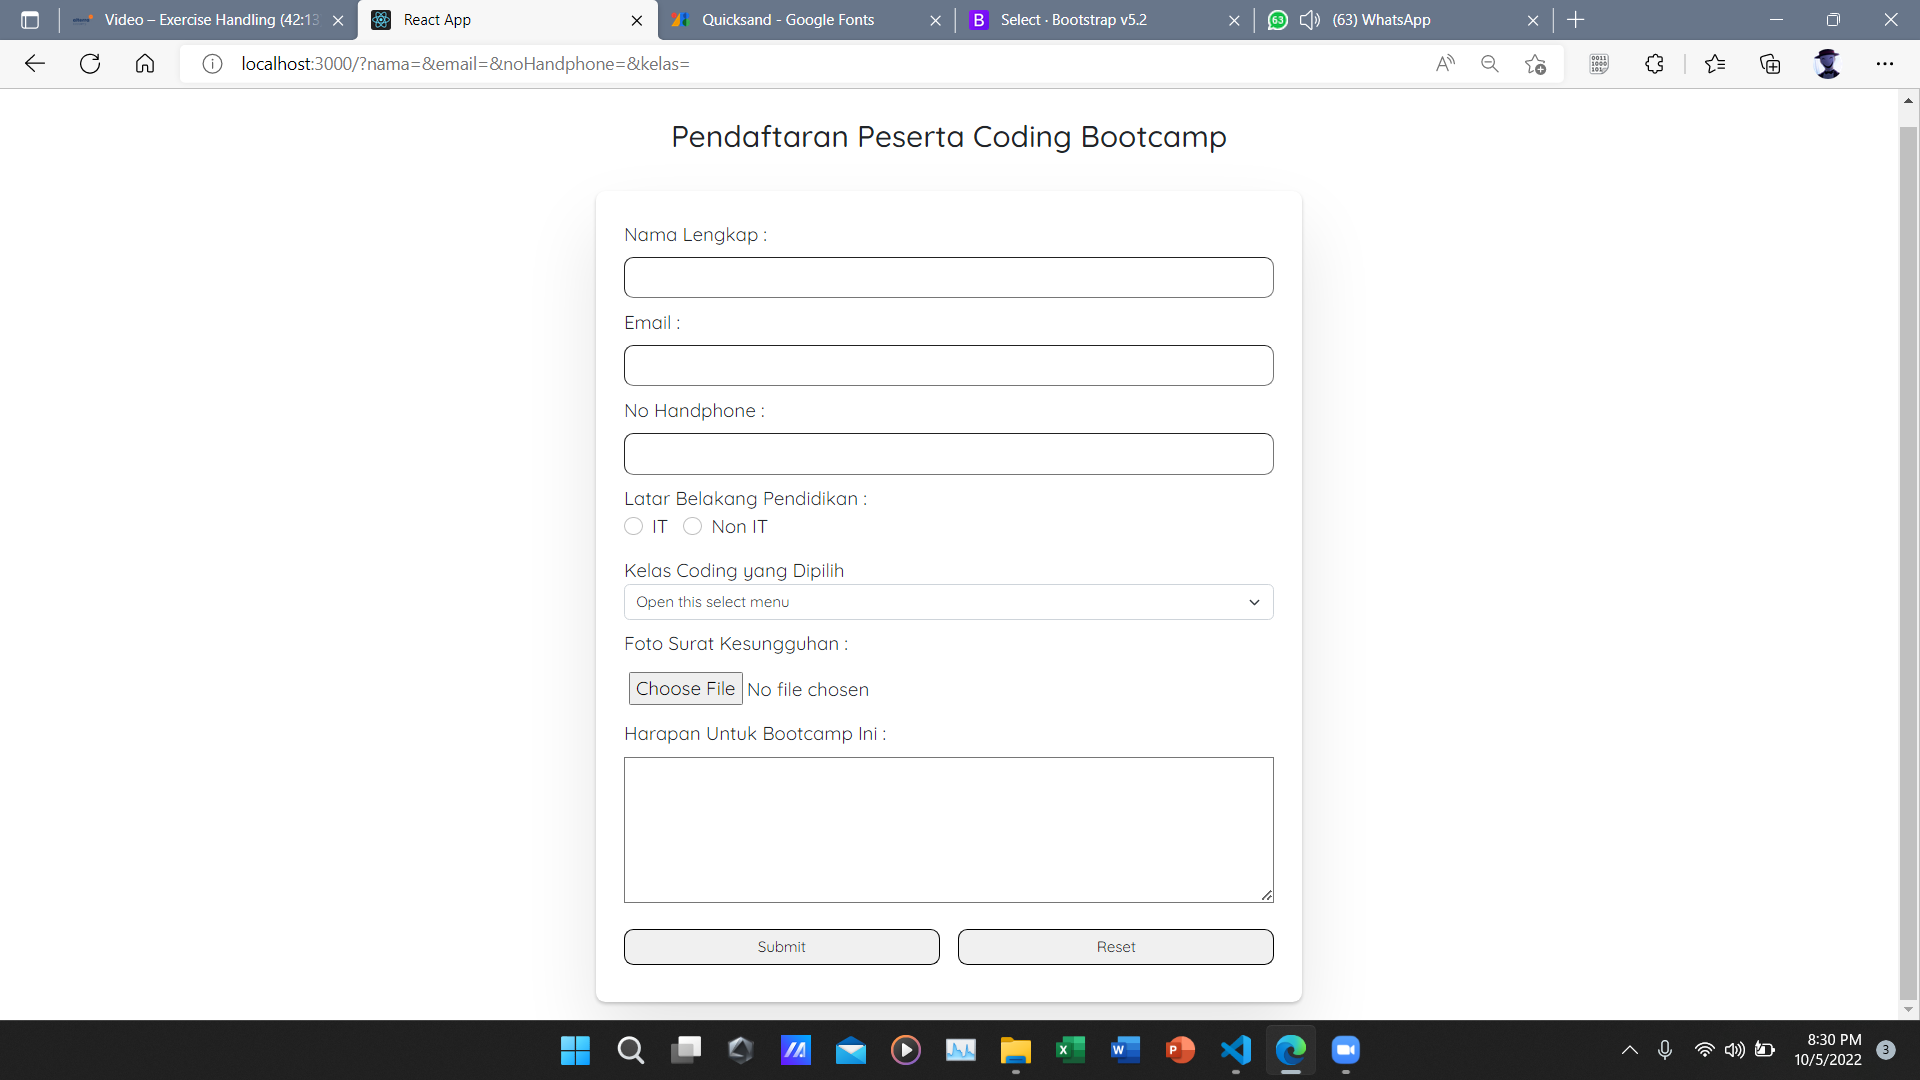 Video – Exercise Handling (42:13
React App
Quicksand - Google Fonts
B
Select · Bootstrap v5.2
63
(63) WhatsApp
localhost:3000/?nama=&email=&noHandphone=&kelas=
Pendaftaran Peserta Coding Bootcamp
Nama Lengkap :
Email :
No Handphone :
Latar Belakang Pendidikan :
IT Non IT
Kelas Coding yang Dipilih
Open this select menu
Foto Surat Kesungguhan :
Choose File No file chosen
Harapan Untuk Bootcamp Ini :
Submit Reset
8:30 PM
10/5/2022
3